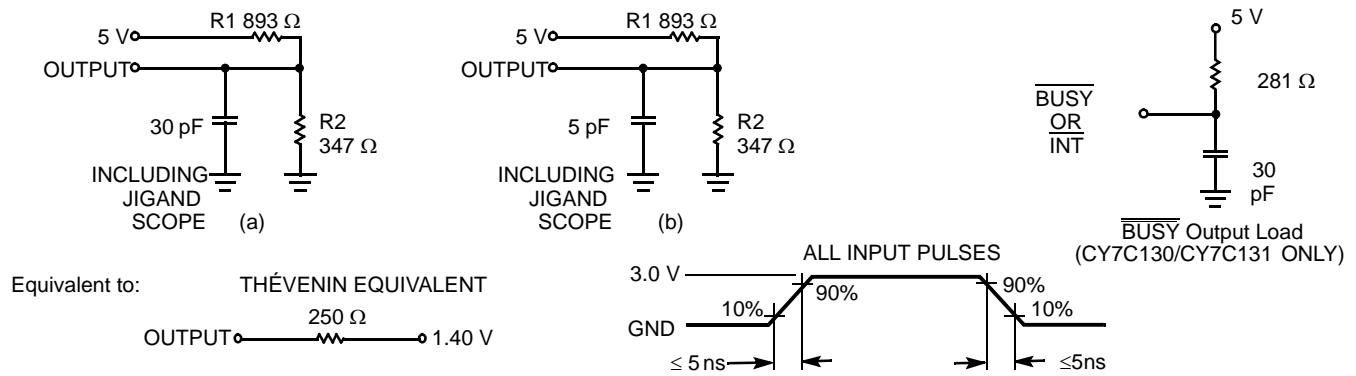 R1 893 Ω
5 V
OUTPUT
30 pF
R2
347 Ω
INCLUDING
JIGAND
SCOPE
(a)
R1 893 Ω
5 V
OUTPUT
5 pF
R2
347 Ω
INCLUDING
JIGAND
SCOPE
(b)
5 V
281 Ω
BUSY
OR
INT
30
pF
BUSY Output Load
(CY7C130/CY7C131 ONLY)
Equivalent to:
THÉVENIN EQUIVALENT
250 Ω
OUTPUT
1.40 V
ALL INPUT PULSES
3.0 V
90%
90%
10%
10%
GND
≤ 5 ns
≤5ns